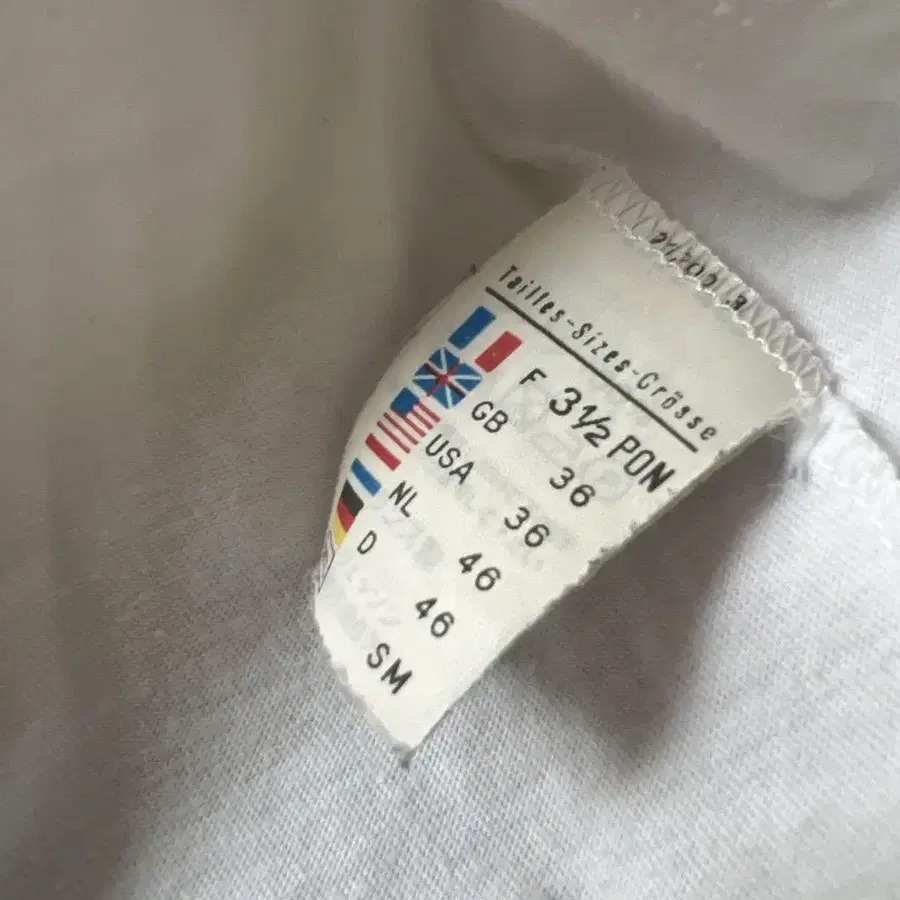 Tailles-Sizes-Grösse
F 3½ PON
GB 36
USA 36
NL 46
D 46
SM